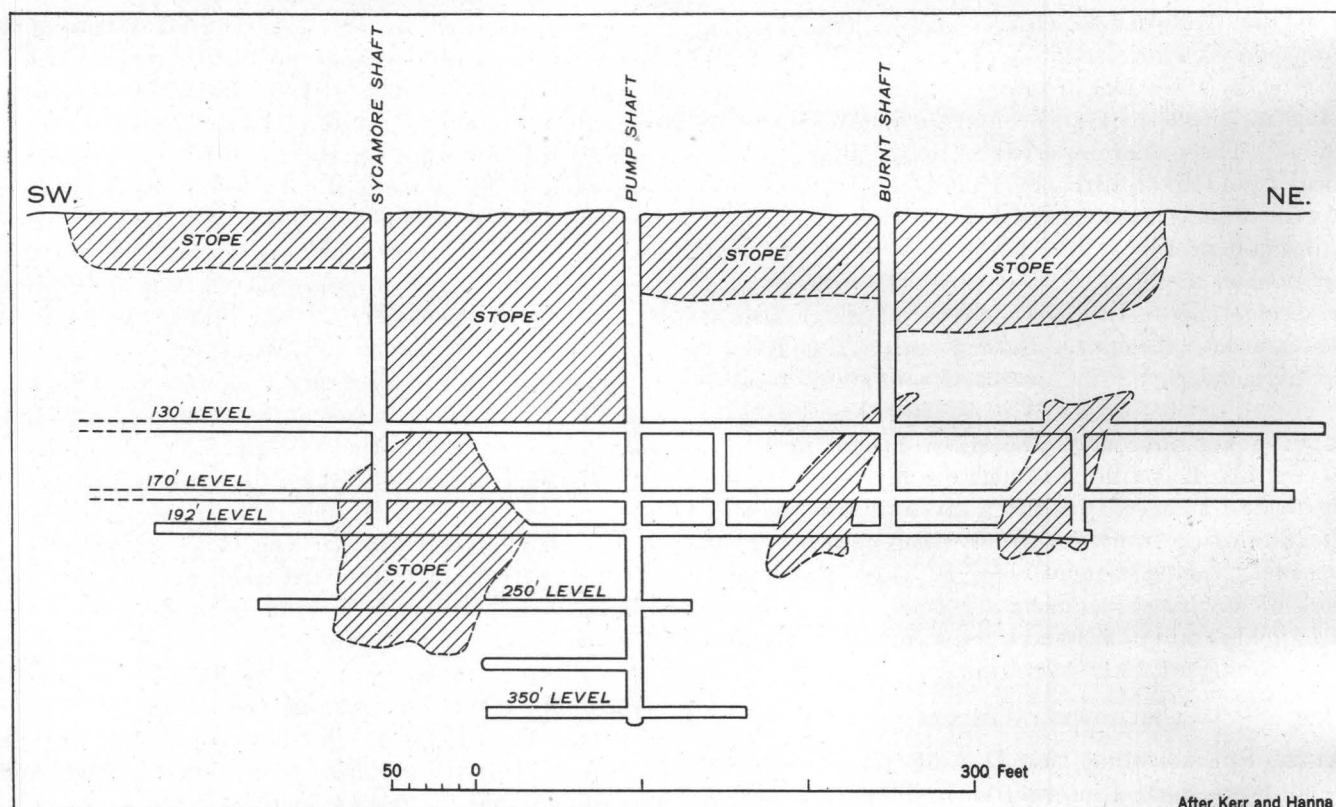 SYCAMORE SHAFT
PUMP SHAFT
BURNT SHAFT
SW.
NE.
STOPE
STOPE
STOPE
STOPE
130' LEVEL
170' LEVEL
192' LEVEL
STOPE
250' LEVEL
350' LEVEL
50 0 300 Feet
After Kerr and Hanna